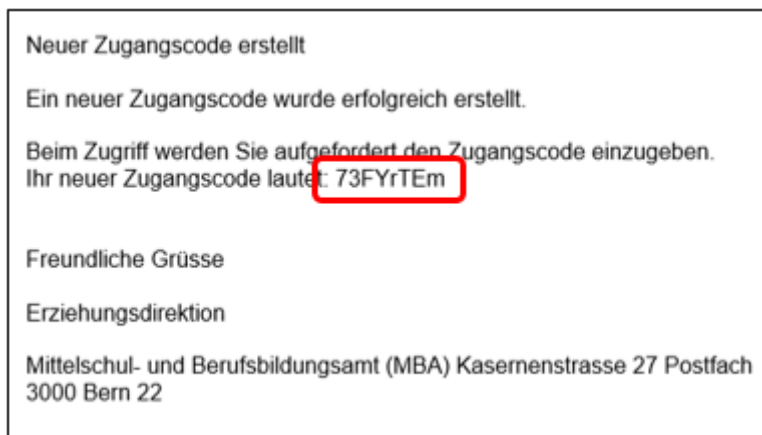 Neuer Zugangscode erstellt
Ein neuer Zugangscode wurde erfolgreich erstellt.
Beim Zugriff werden Sie aufgefordert den Zugangscode einzugeben.
Ihr neuer Zugangscode lautet: 73FYrTEm
Freundliche Grüsse
Erziehungsdirektion
Mittelschul- und Berufsbildungsamt (MBA) Kasernenstrasse 27 Postfach
3000 Bern 22